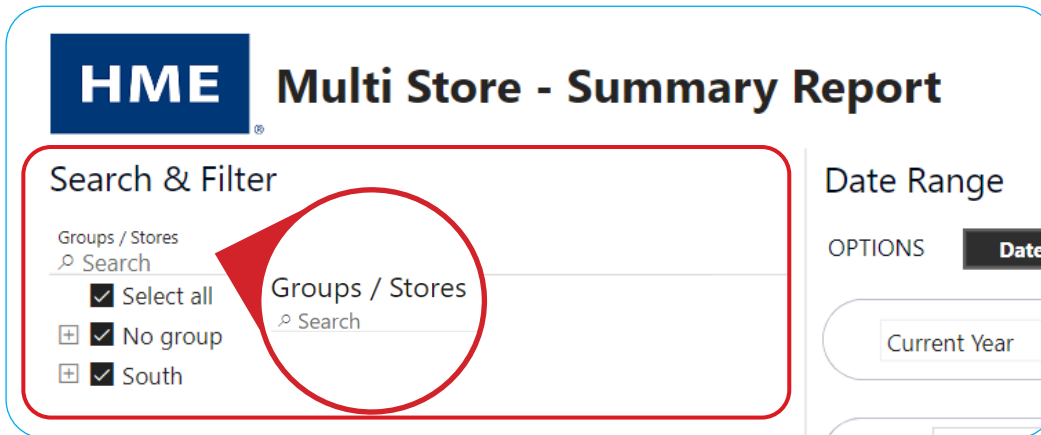 HME ®
Multi Store - Summary Report
Search & Filter
Groups / Stores
Search
Select all
No group
South
Groups / Stores
Search
Date Range
OPTIONS
Date
Current Year